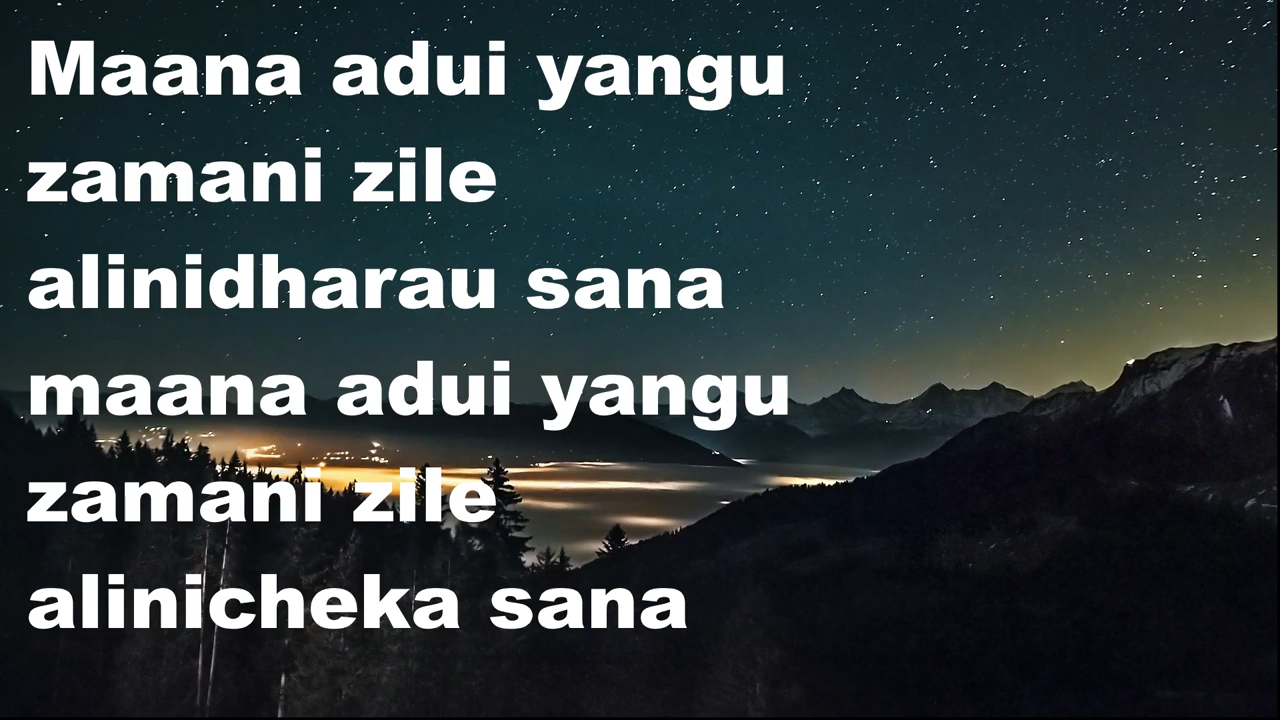 Maana adui yangu
zamani zile
alinidharau sana
maana adui yangu
zamani zile
alinicheka sana